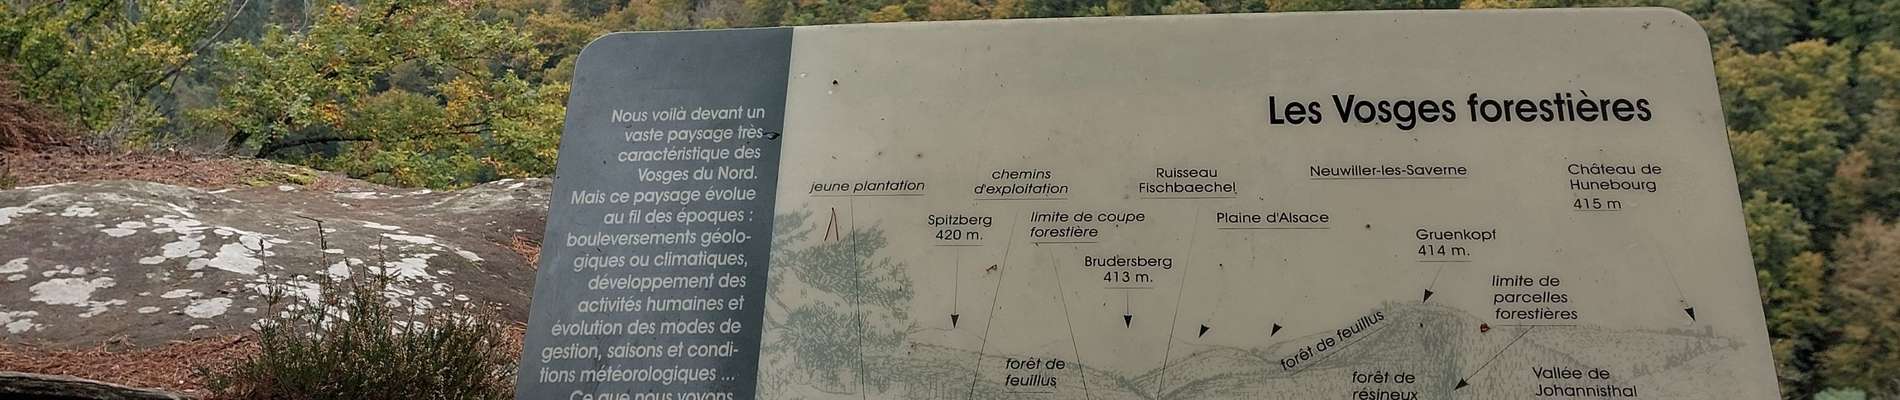 Nous voilà devant un
vaste paysage très
caractéristique des
Vosges du Nord.
Mais ce paysage évolue
au fil des époques :
bouleversements géolo-
giques ou climatiques,
développement des
activités humaines et
évolution des modes de
gestion, saisons et condi-
tions météorologiques ...
Ce que nous voyons
Les Vosges forestières
jeune plantation
chemins
d'exploitation
Ruisseau
Fischbaechel
Neuwiller-les-Saverne
Château de
Hunebourg
415 m
Spitzberg
420 m.
limite de coupe
forestière
Plaine d'Alsace
Brudersberg
413 m.
Gruenkopf
414 m.
limite de
parcelles
forestières
forêt de feuillus
forêt de
feuillus
forêt de
résineux
Vallée de
Johannisthal